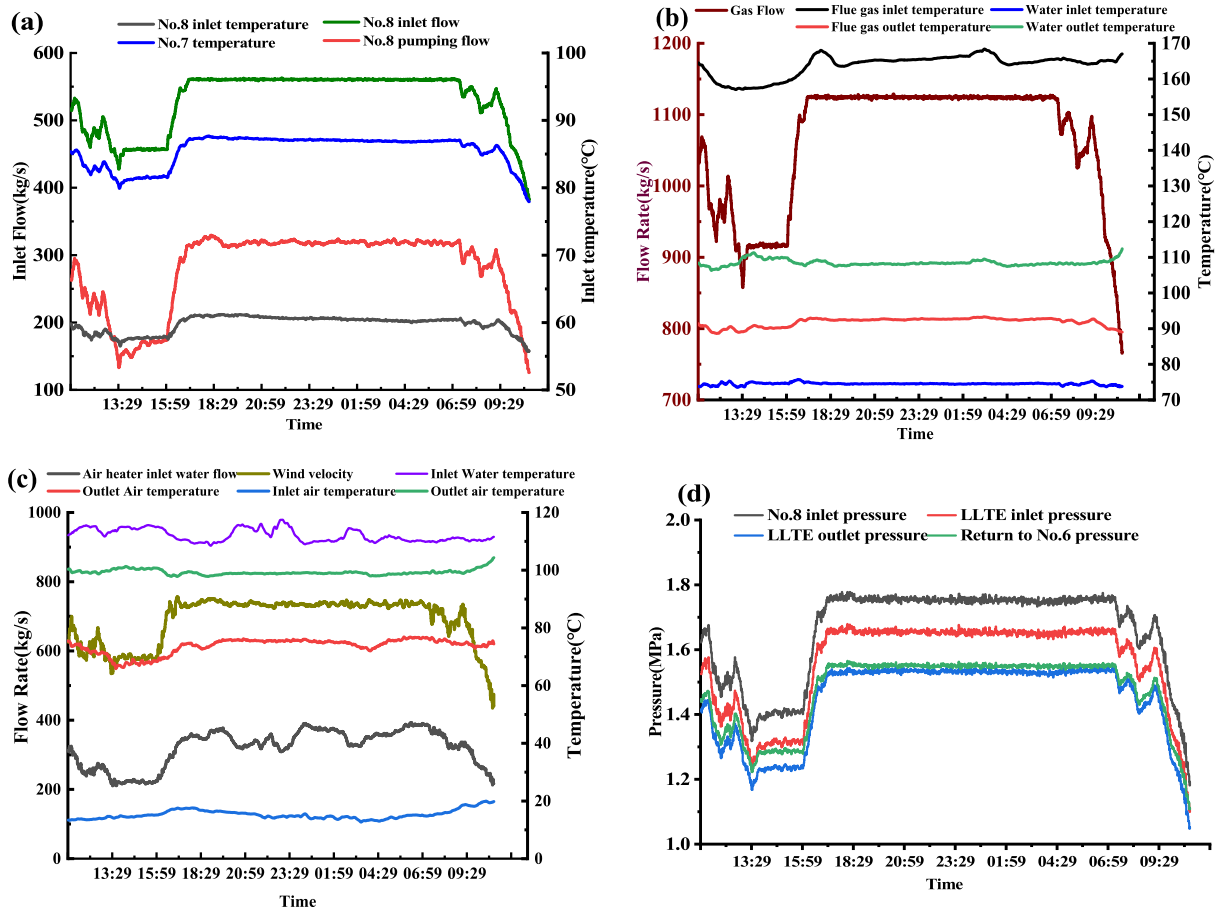 (a)
No.8 inlet temperature
No.8 inlet flow
No.7 temperature
No.8 pumping flow
600
500
400
300
200
100
Inlet Flow(kg/s)
100
90
80
70
60
50
Inlet temperature(°C)
13:29 15:59 18:29 20:59 23:29 01:59 04:29 06:59 09:29
Time
(b)
Gas Flow
Flue gas inlet temperature
Water inlet temperature
Flue gas outlet temperature
Water outlet temperature
1200
1100
1000
900
800
700
Flow Rate(kg/s)
170
160
150
140
130
120
110
100
90
80
70
Temperature(°C)
13:29 15:59 18:29 20:59 23:29 01:59 04:29 06:59 09:29
Time
(c)
Air heater inlet water flow
Wind velocity
Inlet Water temperature
Outlet Air temperature
Inlet air temperature
Outlet air temperature
1000
800
600
400
200
0
Flow Rate(kg/s)
120
100
80
60
40
20
0
Temperature(°C)
13:29 15:59 18:29 20:59 23:29 01:59 04:29 06:59 09:29
Time
(d)
No.8 inlet pressure
LLTE inlet pressure
LLTE outlet pressure
Return to No.6 pressure
2.0
1.8
1.6
1.4
1.2
1.0
Pressure(MPa)
13:29 15:59 18:29 20:59 23:29 01:59 04:29 06:59 09:29
Time